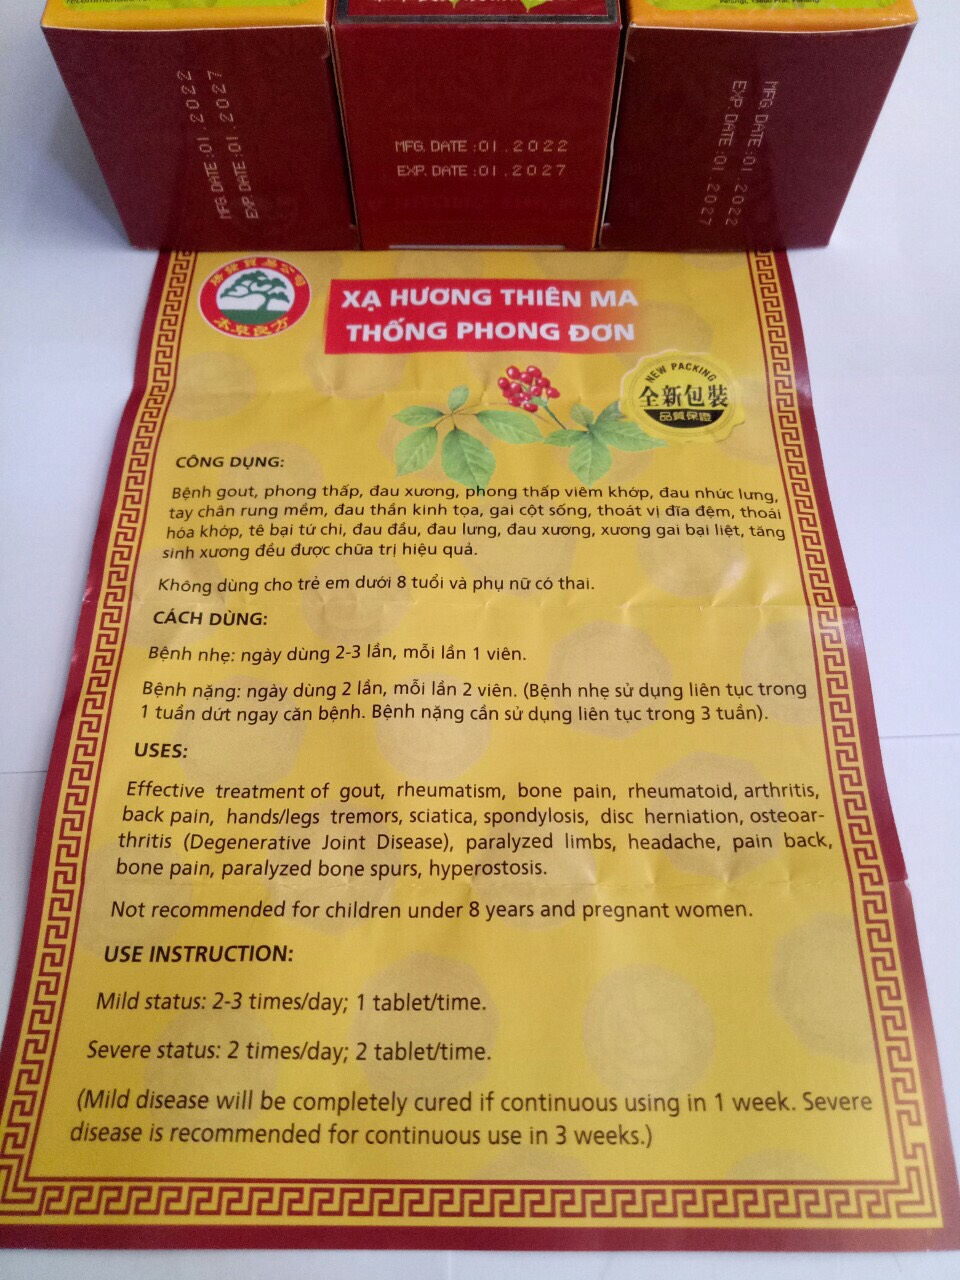 MFG. DATE :01 . 2022
EXP. DATE :01 . 2027
MFG. DATE :01 . 2022
EXP. DATE :01 . 2027
MFG. DATE :01 2022
EXP. DATE :01 2027
本草良方
XẠ HƯƠNG THIÊN MA
THỐNG PHONG ĐƠN
NEW PACKING
全新包裝
品質保證
CÔNG DỤNG:
Bệnh gout, phong thấp, đau xương, phong thấp viêm khớp, đau nhức lưng,
tay chân rung mềm, đau thần kinh tọa, gai cột sống, thoát vị đĩa đệm, thoái
hóa khớp, tê bại tứ chi, đau đầu, đau lưng, đau xương, xương gai bại liệt, tăng
sinh xương đều được chữa trị hiệu quả.
Không dùng cho trẻ em dưới 8 tuổi và phụ nữ có thai.
CÁCH DÙNG:
Bệnh nhẹ: ngày dùng 2-3 lần, mỗi lần 1 viên.
Bệnh nặng: ngày dùng 2 lần, mỗi lần 2 viên. (Bệnh nhẹ sử dụng liên tục trong
1 tuần dứt ngay căn bệnh. Bệnh nặng cần sử dụng liên tục trong 3 tuần).
USES:
Effective treatment of gout, rheumatism, bone pain, rheumatoid, arthritis,
back pain, hands/legs tremors, sciatica, spondylosis, disc herniation, osteoar-
thritis (Degenerative Joint Disease), paralyzed limbs, headache, pain back,
bone pain, paralyzed bone spurs, hyperostosis.
Not recommended for children under 8 years and pregnant women.
USE INSTRUCTION:
Mild status: 2-3 times/day; 1 tablet/time.
Severe status: 2 times/day; 2 tablet/time.
(Mild disease will be completely cured if continuous using in 1 week. Severe
disease is recommended for continuous use in 3 weeks.)